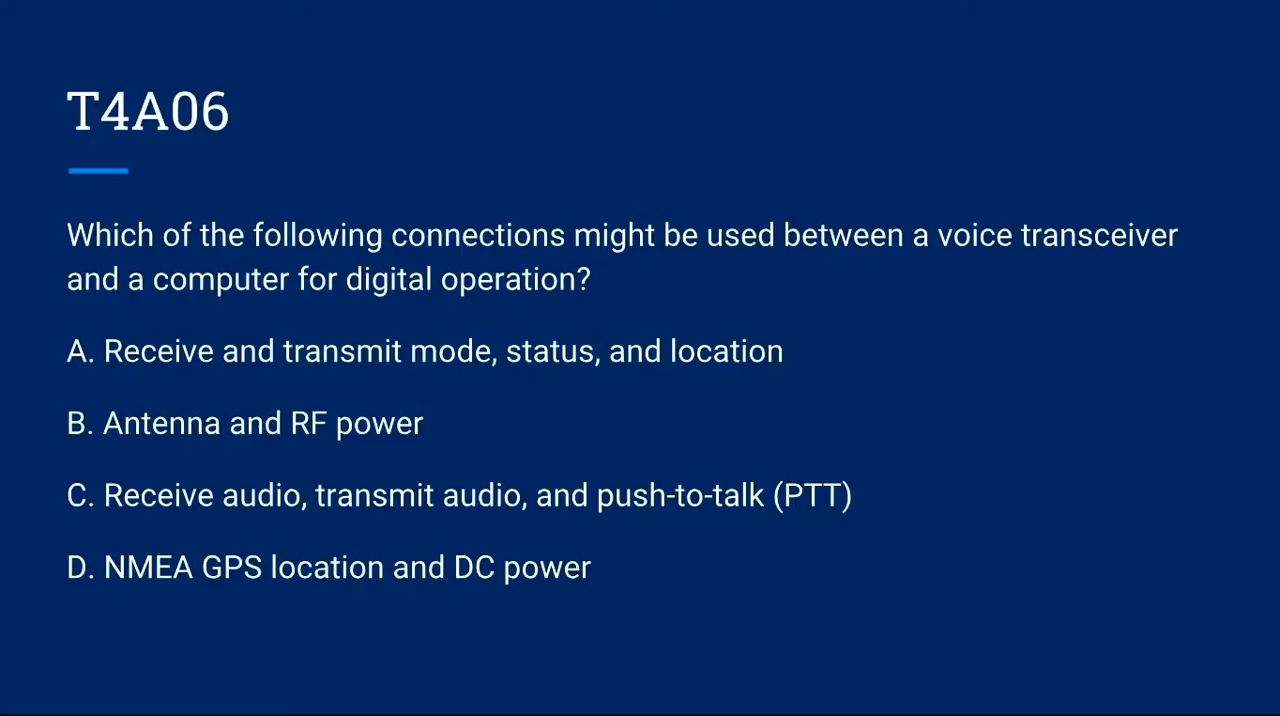 T4A06
Which of the following connections might be used between a voice transceiver
and a computer for digital operation?
A. Receive and transmit mode, status, and location
B. Antenna and RF power
C. Receive audio, transmit audio, and push-to-talk (PTT)
D. NMEA GPS location and DC power